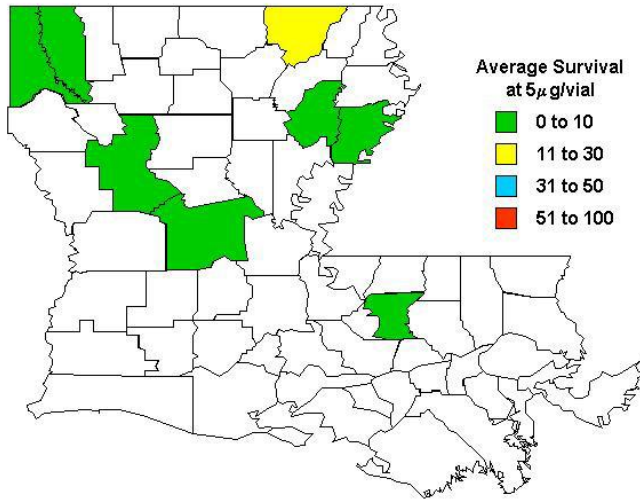 Average Survival
at 5μg/vial
0 to 10
11 to 30
31 to 50
51 to 100